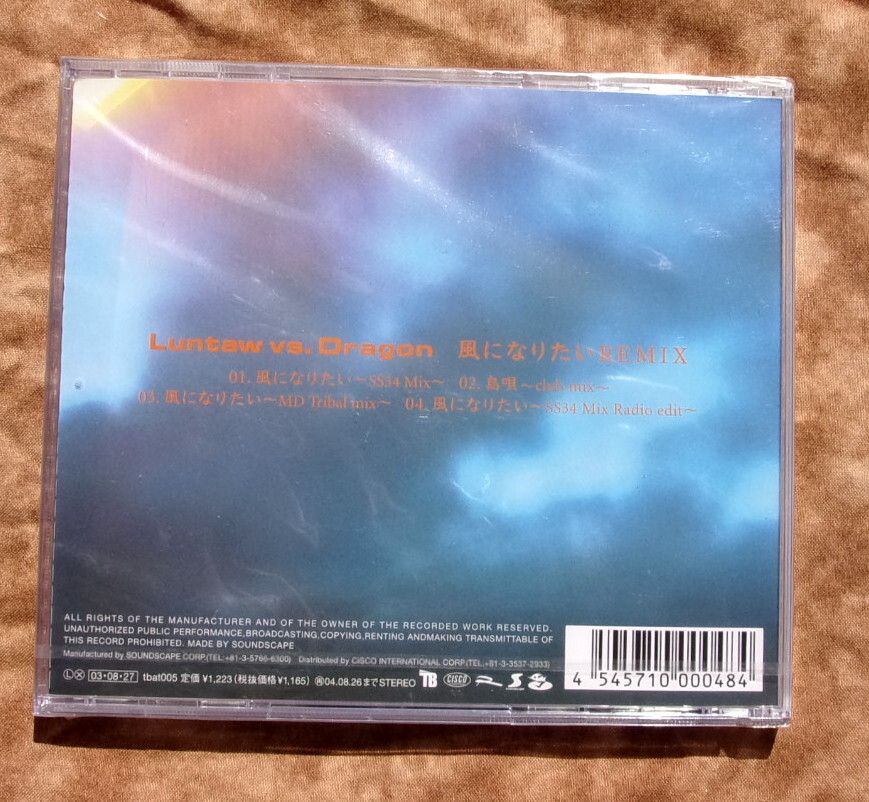 Luntaw vs. Dragon 風になりたい REMIX
01. 風になりたい〜SS34 Mix〜 02. 島唄〜club mix〜
03. 風になりたい〜MD Tribal mix〜 04. 風になりたい〜SS34 Mix Radio edit〜
ALL RIGHTS OF THE MANUFACTURER AND OF THE OWNER OF THE RECORDED WORK RESERVED.
UNAUTHORIZED PUBLIC PERFORMANCE,BROADCASTING,COPYING,RENTING ANDMAKING TRANSMITTABLE OF
THIS RECORD PROHIBITED. MADE BY SOUNDSCAPE
Manufactured by SOUNDSCAPE CORP.(TEL:+81-3-5766-6300) Distributed by CISCO INTERNATIONAL CORP.(TEL.+81-3-3537-2933)
Ⓛ Ⓧ 03・08・27 tbat005 定価 ¥1,223(税抜価格¥1,165) ㊢04.08.26まで STEREO TB CISCO
4 545710 000484